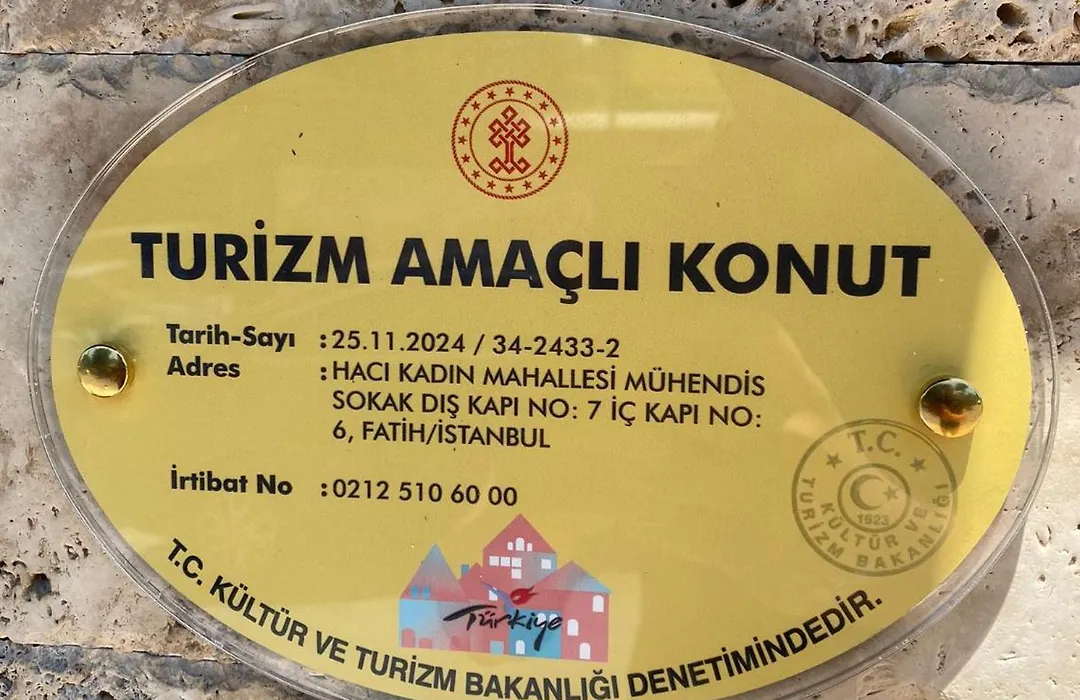 TURİZM AMAÇLI KONUT
Tarih-Sayı : 25.11.2024 / 34-2433-2
Adres : HACI KADIN MAHALLESİ MÜHENDİS
SOKAK DIŞ KAPI NO: 7 İÇ KAPI NO:
6, FATİH/İSTANBUL
İrtibat No : 0212 510 60 00
T.C.
1923
KÜLTÜR VE
TURİZM BAKANLIĞI
Türkiye
T.C. KÜLTÜR VE TURİZM BAKANLIĞI DENETİMİNDEDİR.